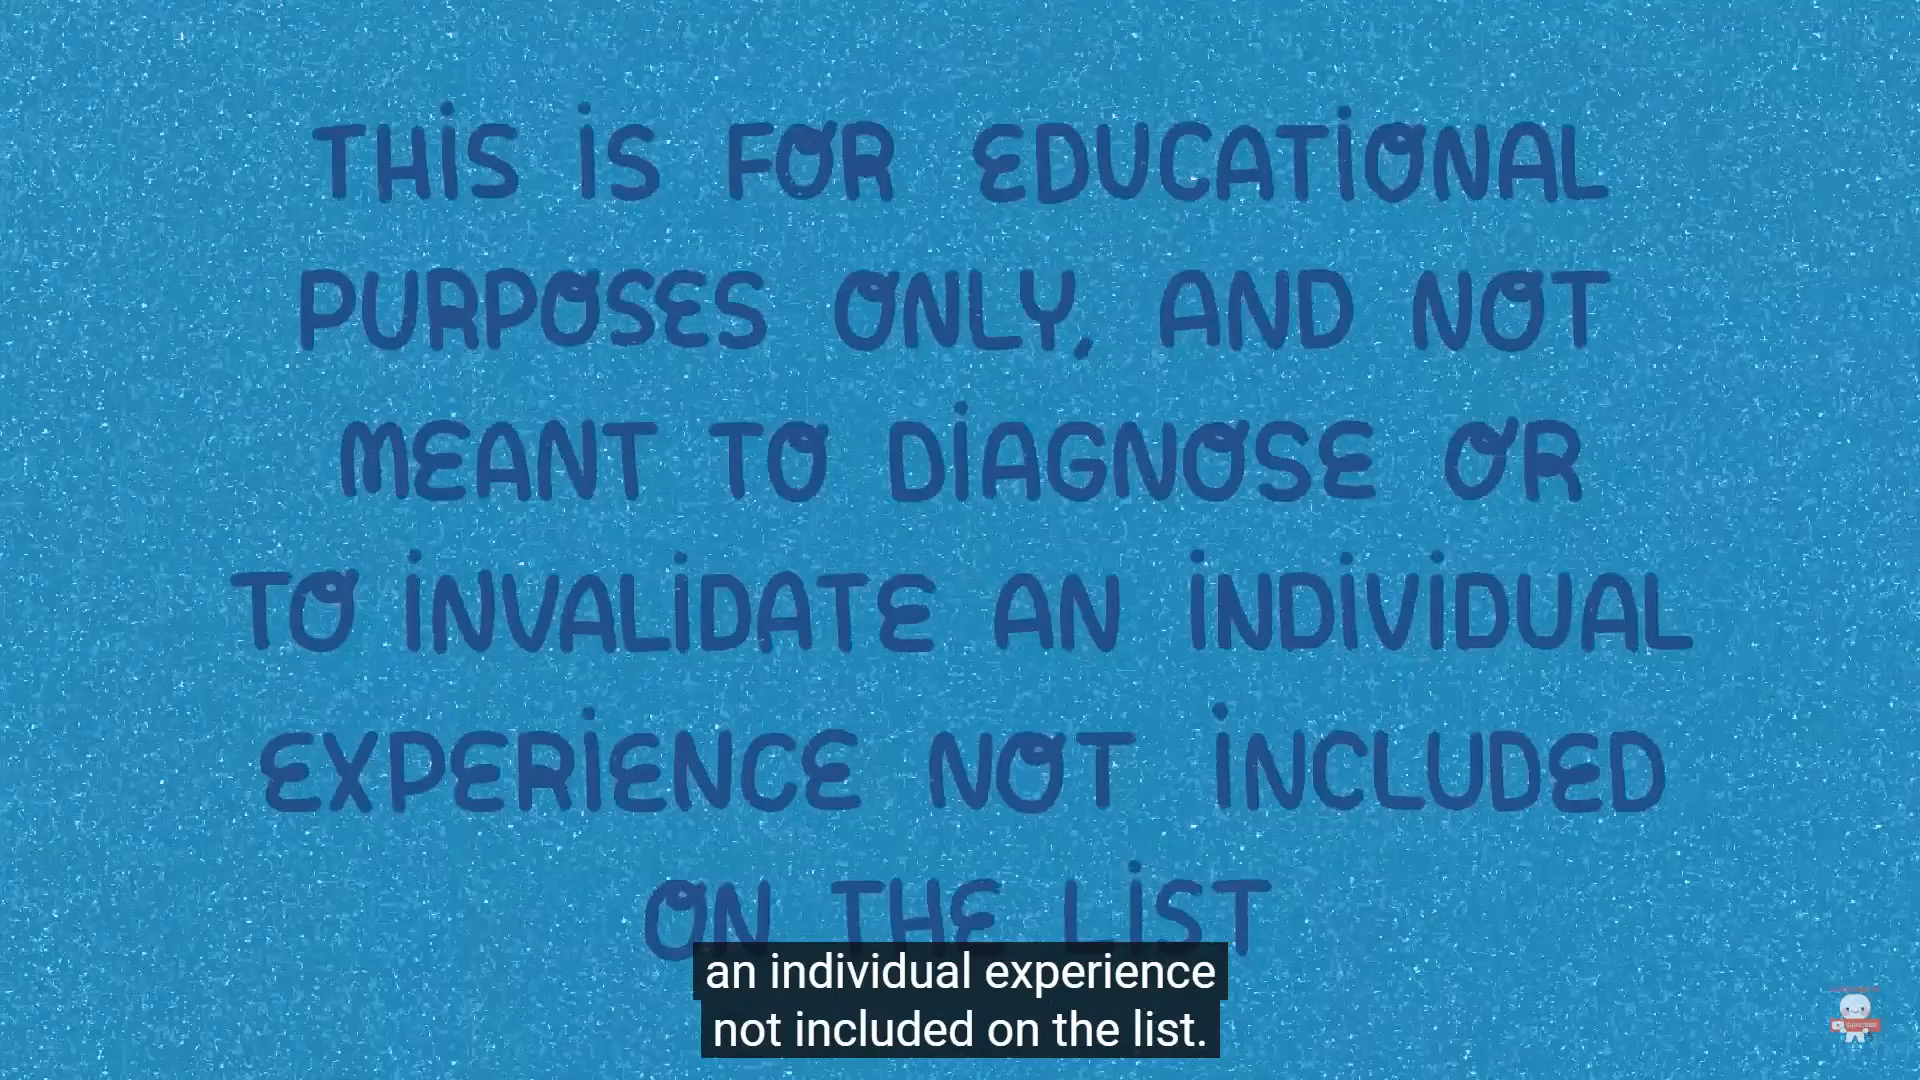 THIS IS FOR EDUCATIONAL
PURPOSES ONLY, AND NOT
MEANT TO DIAGNOSE OR
TO INVALIDATE AN INDIVIDUAL
EXPERIENCE NOT INCLUDED
ON THE LIST
an individual experience
not included on the list.